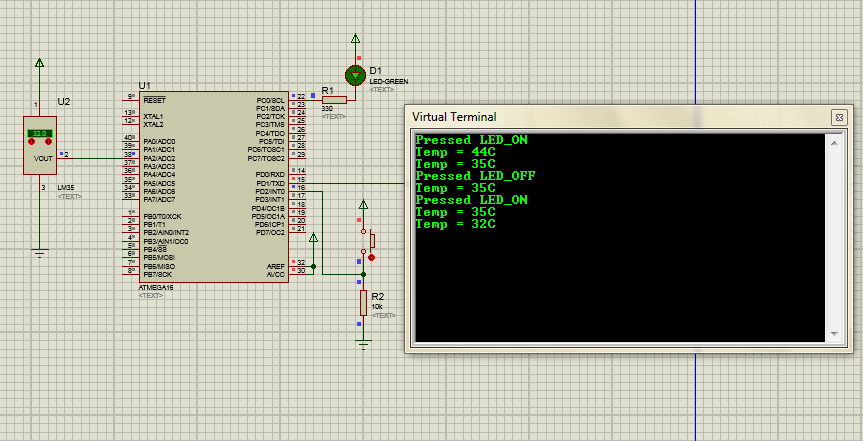 U1
9
RESET
13
XTAL1
12
XTAL2
40
PA0/ADC0
39
PA1/ADC1
38
PA2/ADC2
37
PA3/ADC3
36
PA4/ADC4
35
PA5/ADC5
34
PA6/ADC6
33
PA7/ADC7
1
PB0/T0/XCK
2
PB1/T1
3
PB2/AIN0/INT2
4
PB3/AIN1/OC0
5
PB4/SS
6
PB5/MOSI
7
PB6/MISO
8
PB7/SCK
PC0/SCL
22
PC1/SDA
23
PC2/TCK
24
PC3/TMS
25
PC4/TDO
26
PC5/TDI
27
PC6/TOSC1
28
PC7/TOSC2
29
PD0/RXD
14
PD1/TXD
15
PD2/INT0
16
PD3/INT1
17
PD4/OC1B
18
PD5/OC1A
19
PD6/ICP1
20
PD7/OC2
21
AREF
32
AVCC
30
ATMEGA16
<TEXT>
U2
1
32.0
VOUT
2
3
LM35
<TEXT>
D1
LED-GREEN
<TEXT>
R1
330
<TEXT>
R2
10k
<TEXT>
Virtual Terminal
Pressed LED_ON
Temp = 44C
Temp = 35C
Pressed LED_OFF
Temp = 35C
Pressed LED_ON
Temp = 35C
Temp = 32C